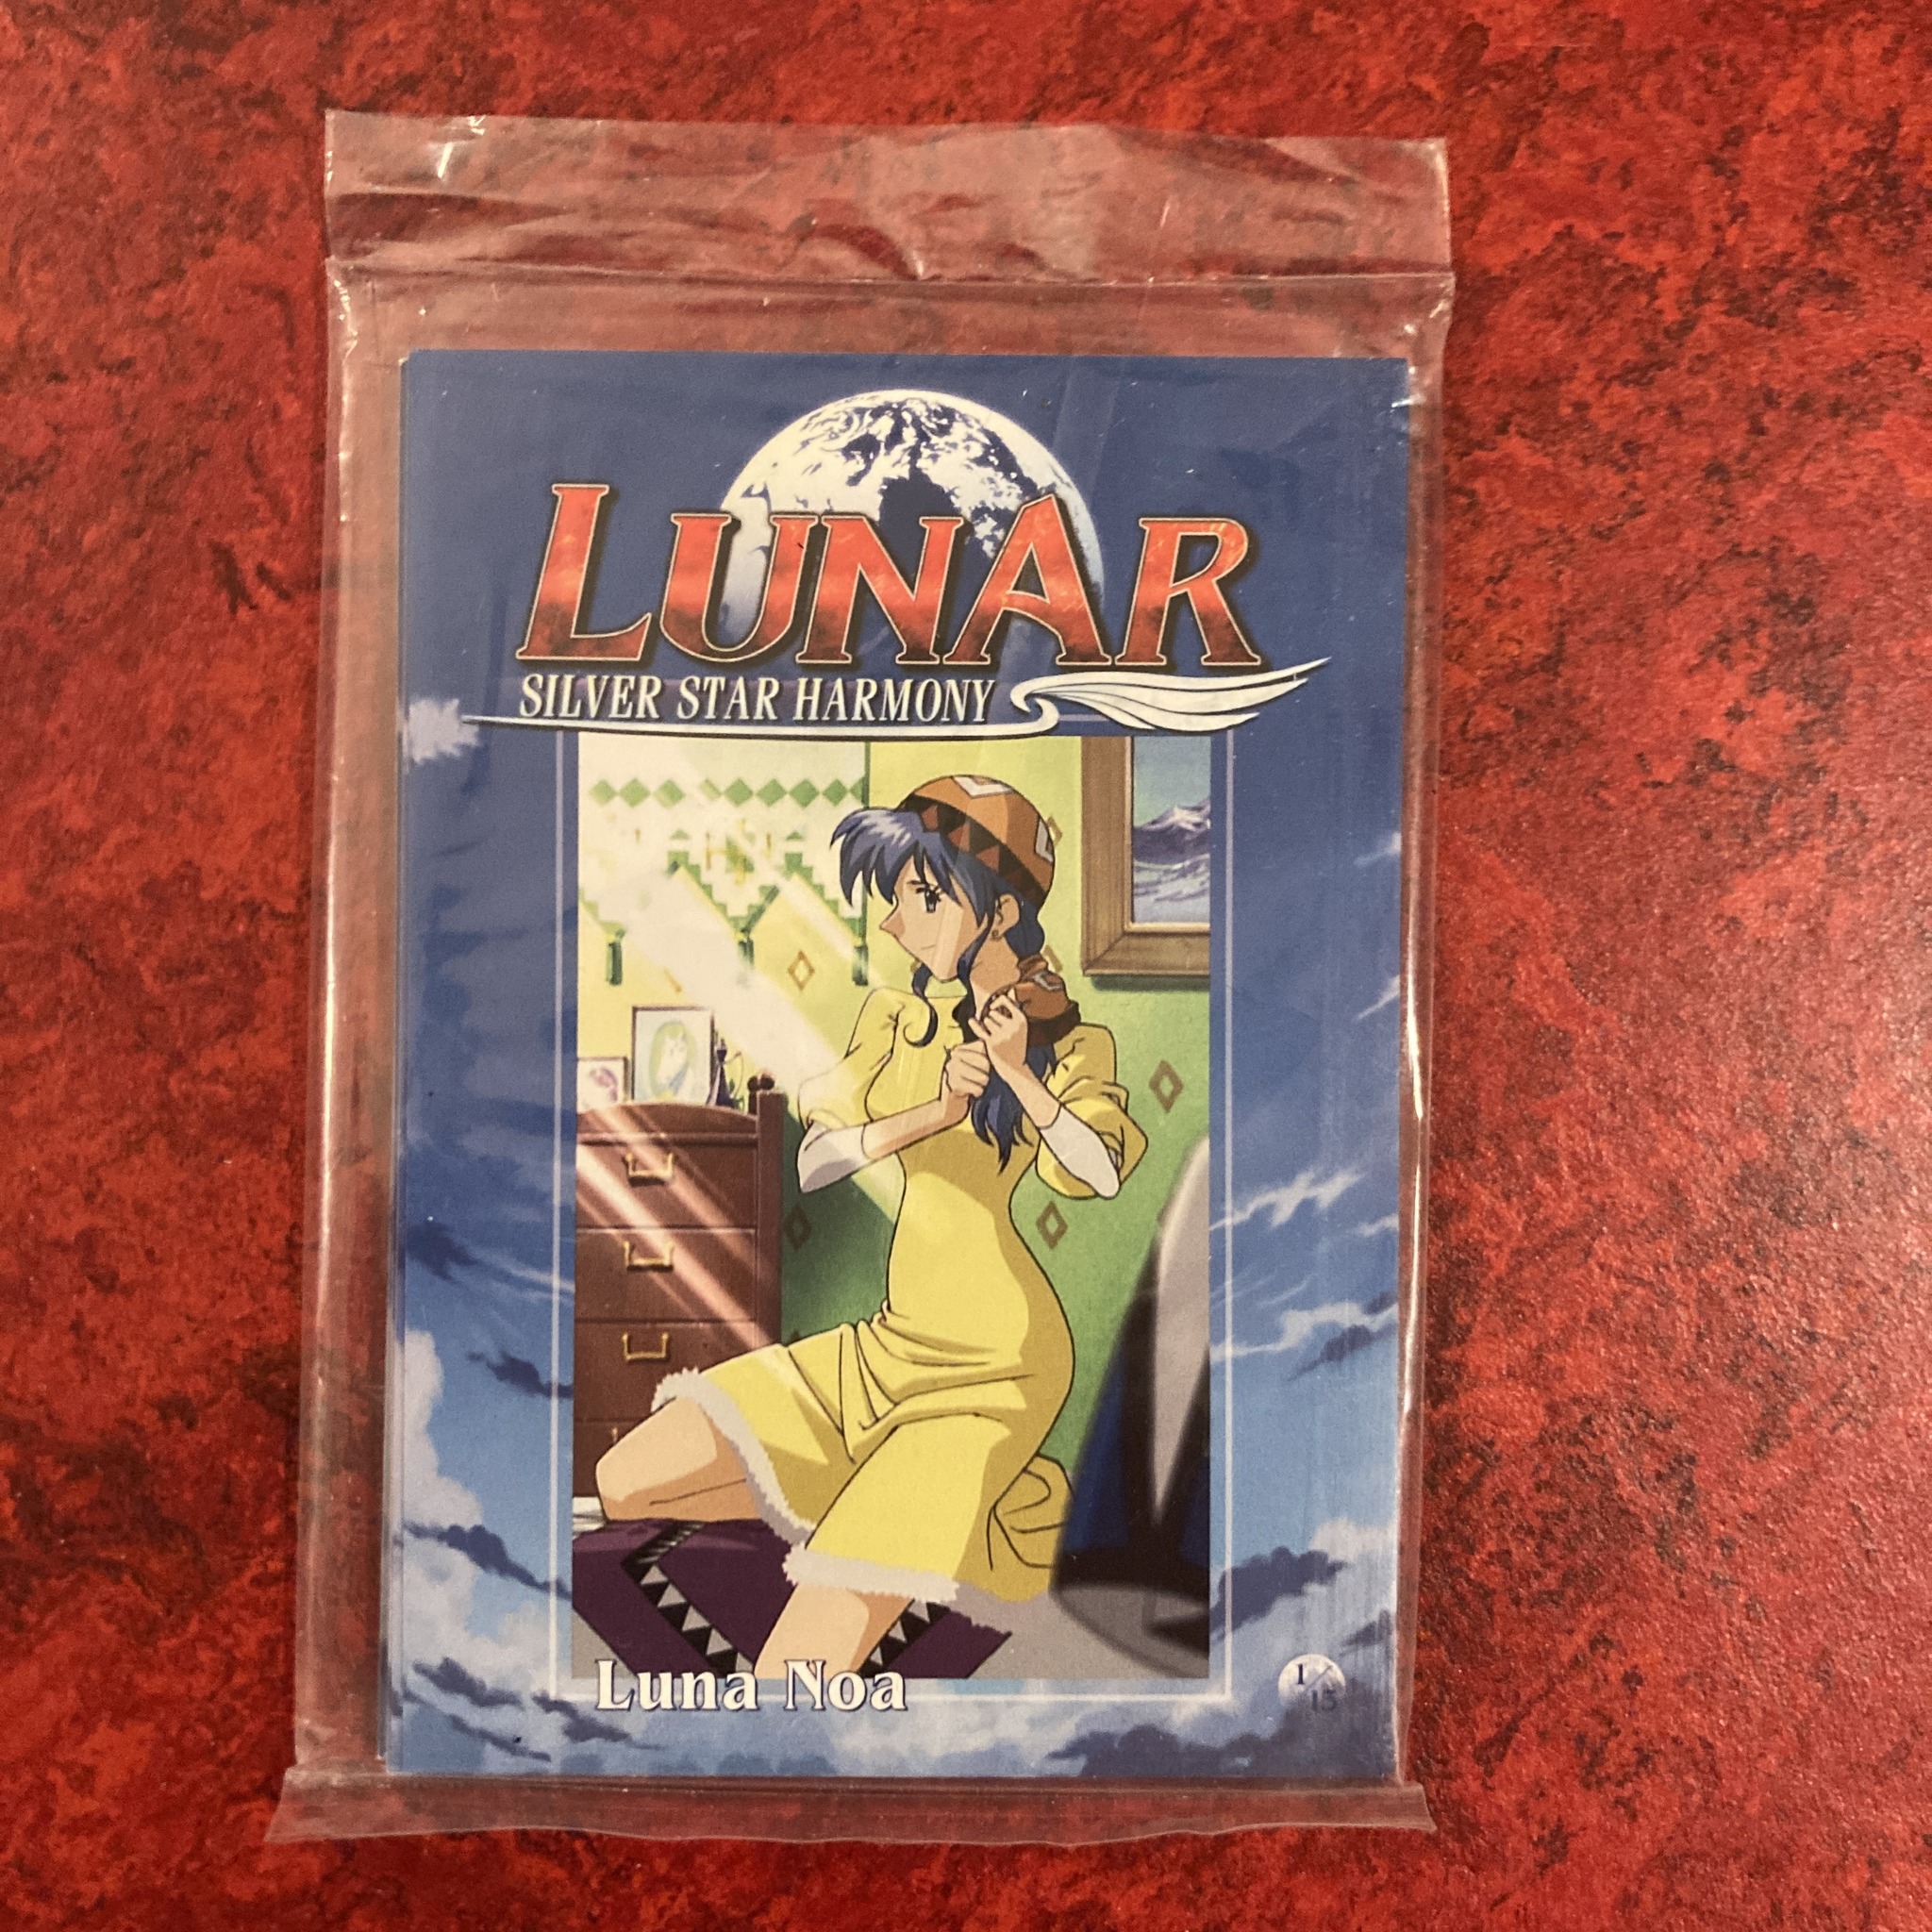 LUNAR
SILVER STAR HARMONY
Luna Noa
1/15